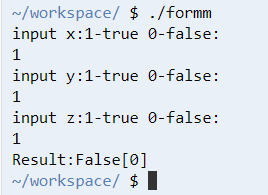 ~/workspace/ $ ./formm
input x:1-true 0-false:
1
input y:1-true 0-false:
1
input z:1-true 0-false:
1
Result:False[0]
~/workspace/ $